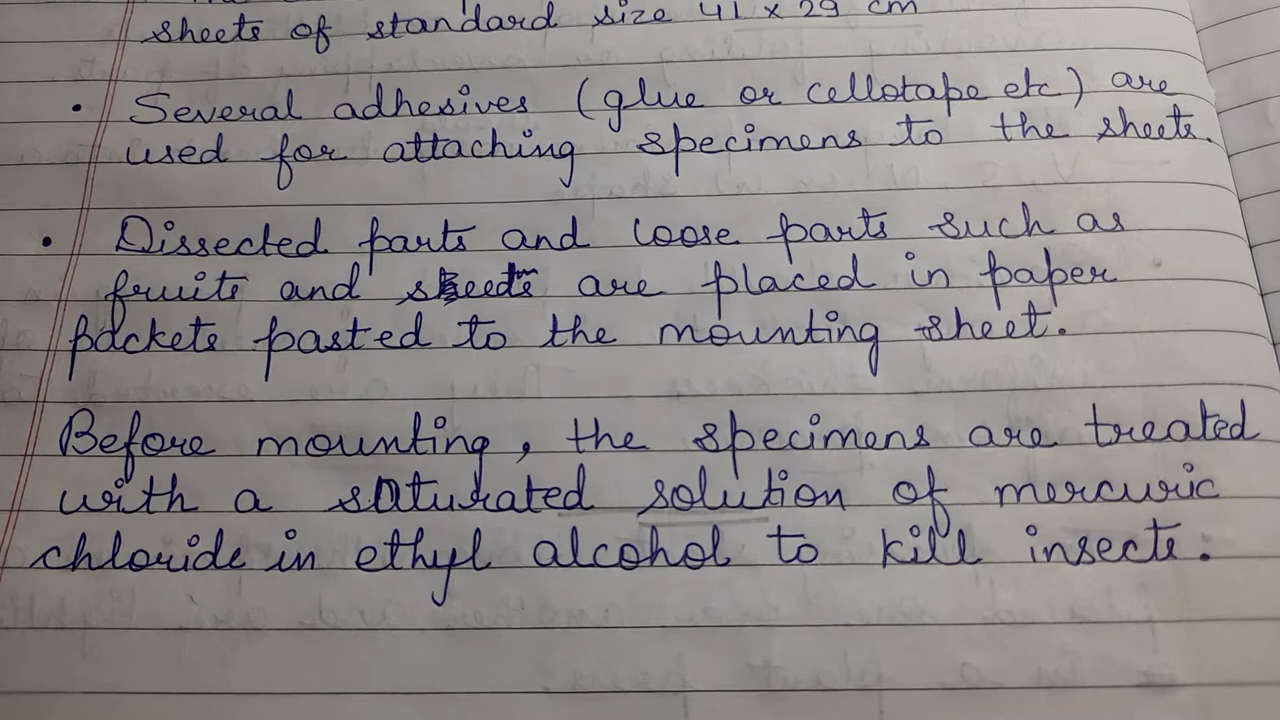 sheets of standard size 41 x 29 cm
• Several adhesives (glue or cellotape etc) are
used for attaching specimens to the sheets.
• Dissected parts and loose parts such as
fruits and seeds are placed in paper
packets pasted to the mounting sheet.
Before mounting, the specimens are treated
with a saturated solution of mercuric
chloride in ethyl alcohol to kill insects.